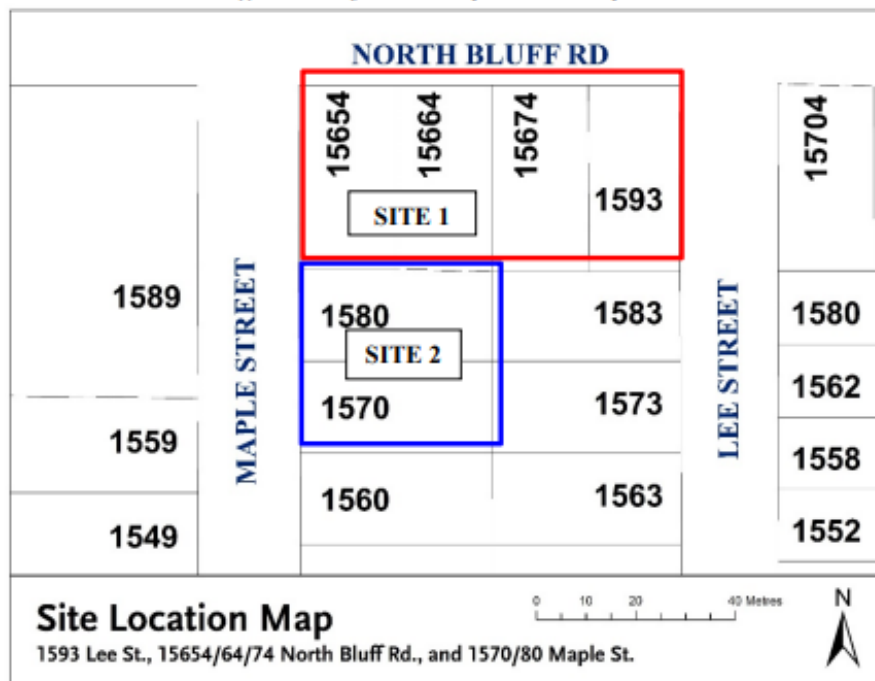 NORTH BLUFF RD
15654
15664
15674
15704
1593
SITE 1
MAPLE STREET
LEE STREET
1589
1580
1583
1580
SITE 2
1562
1570
1573
1559
1558
1560
1563
1549
1552
Site Location Map
1593 Lee St., 15654/64/74 North Bluff Rd., and 1570/80 Maple St.
0 10 20 40 Metres
N